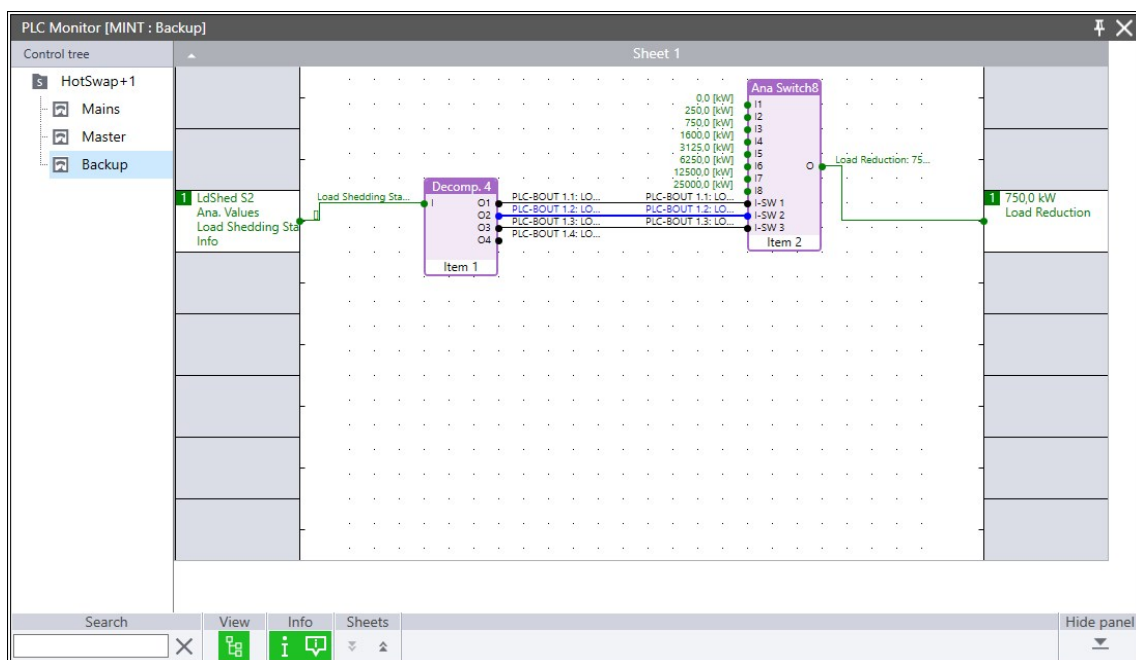 PLC Monitor [MINT : Backup]
Control tree
Sheet 1
S HotSwap+1
Mains
Master
Backup
1 LdShed S2
Ana. Values
Load Shedding Sta
Info
Load Shedding Sta...
Decomp. 4
I O1
O2
O3
O4
Item 1
PLC-BOUT 1.1: LO...
PLC-BOUT 1.2: LO...
PLC-BOUT 1.3: LO...
PLC-BOUT 1.4: LO...
PLC-BOUT 1.1: LO...
PLC-BOUT 1.2: LO...
PLC-BOUT 1.3: LO...
0,0 [kW]
250,0 [kW]
750,0 [kW]
1600,0 [kW]
3125,0 [kW]
6250,0 [kW]
12500,0 [kW]
25000,0 [kW]
Ana Switch8
I1
I2
I3
I4
I5
I6 O
I7
I8
I-SW 1
I-SW 2
I-SW 3
Item 2
Load Reduction: 75...
1 750,0 kW
Load Reduction
Search View Info Sheets Hide panel